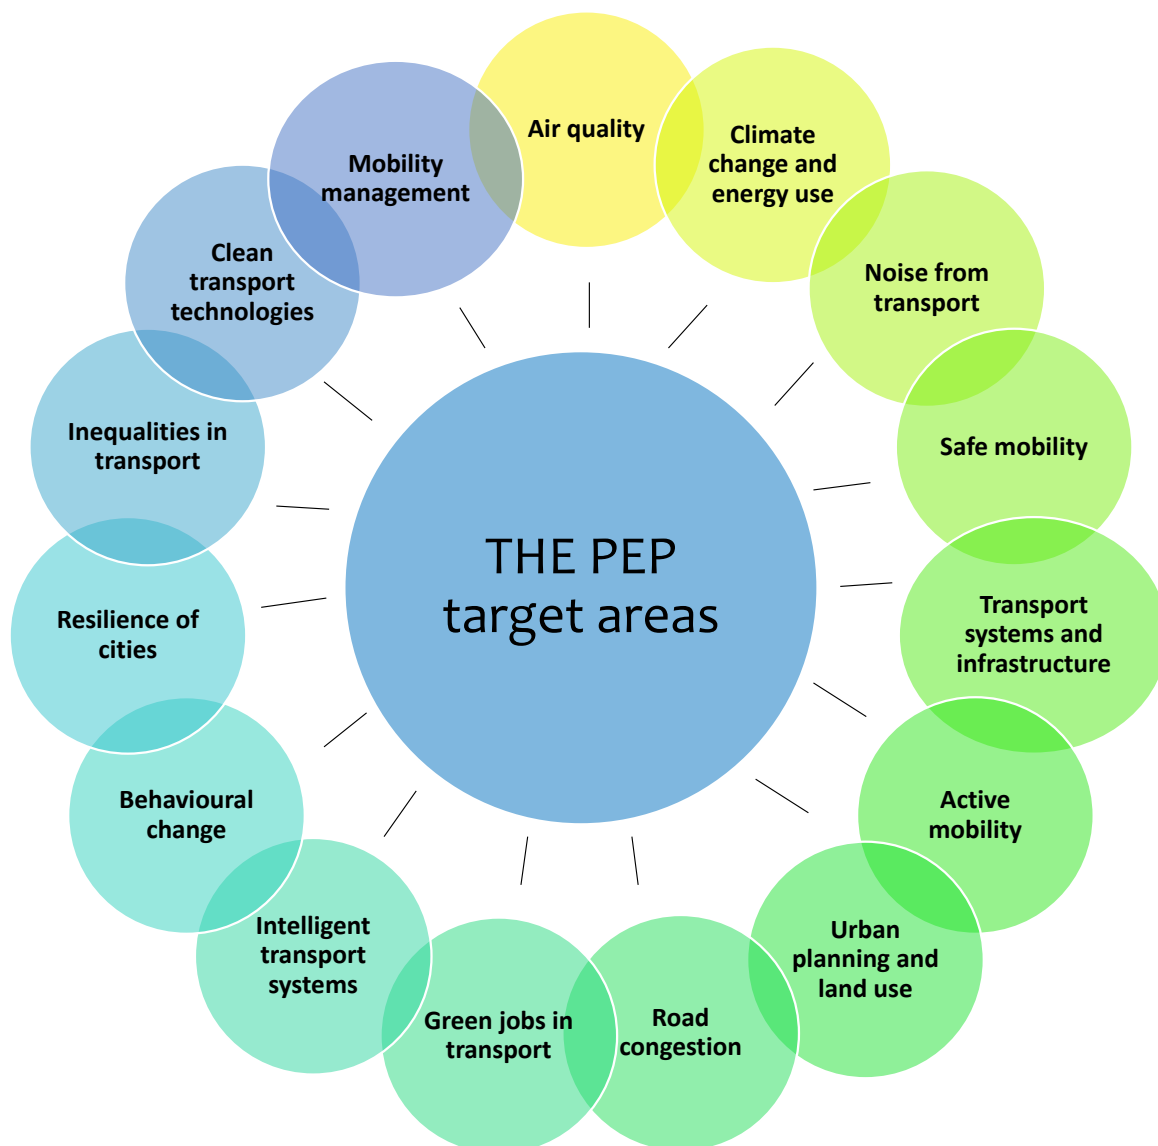 Air quality
Climate
change and
energy use
Noise from
transport
Safe mobility
Transport
systems and
infrastructure
Active
mobility
Urban
planning and
land use
Road
congestion
Green jobs in
transport
Intelligent
transport
systems
Behavioural
change
Resilience of
cities
Inequalities in
transport
Clean
transport
technologies
Mobility
management
THE PEP
target areas